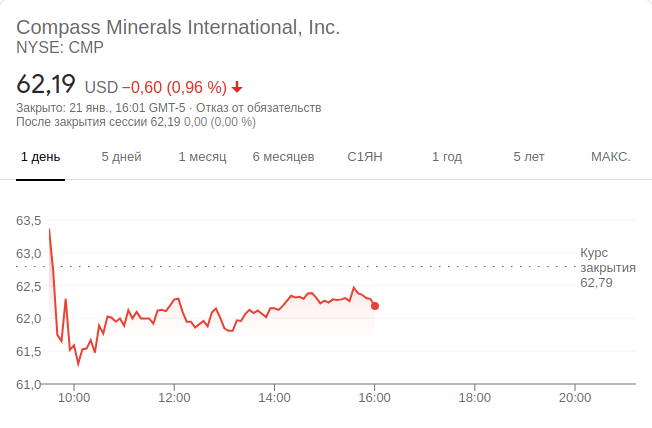 Compass Minerals International, Inc.
NYSE: CMP
62,19 USD −0,60 (0,96 %)
Закрыто: 21 янв., 16:01 GMT-5 · Отказ от обязательств
После закрытия сессии 62,19 0,00 (0,00 %)
1 день 5 дней 1 месяц 6 месяцев С1ЯН 1 год 5 лет МАКС.
63,5
63,0
62,5
62,0
61,5
61,0
Курс
закрытия
62,79
10:00 12:00 14:00 16:00 18:00 20:00